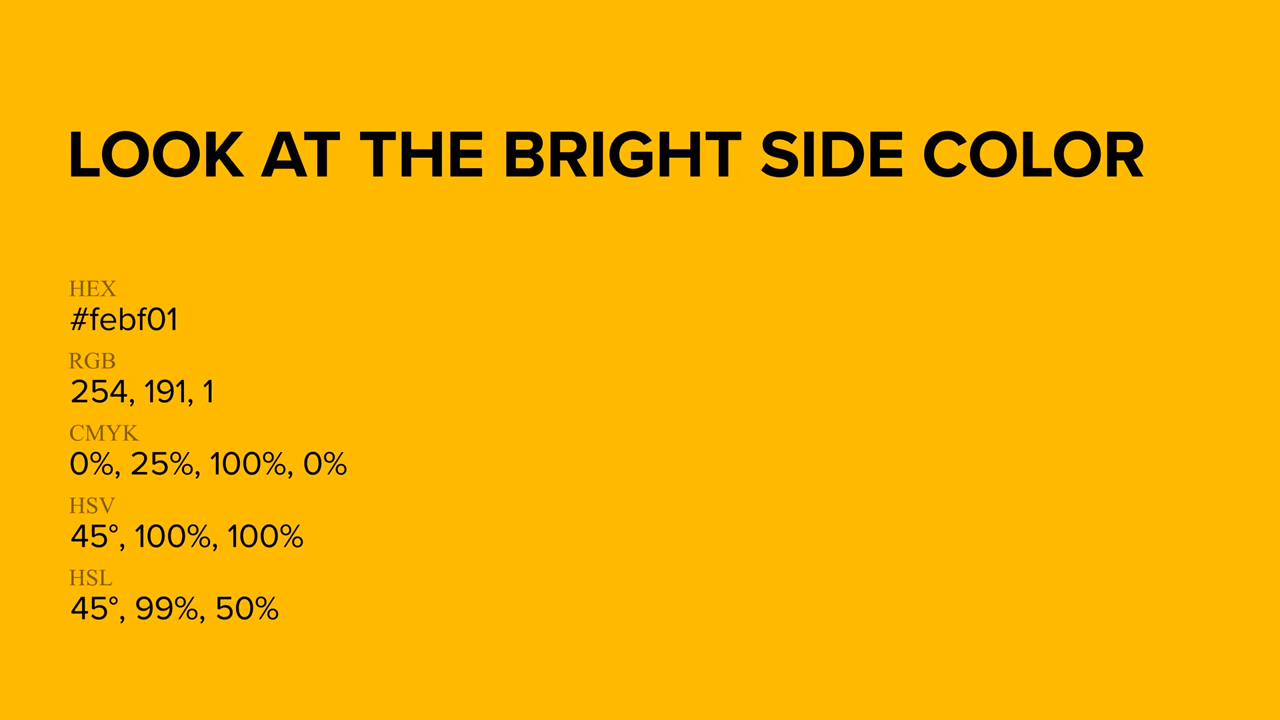 LOOK AT THE BRIGHT SIDE COLOR
HEX
#febf01
RGB
254, 191, 1
CMYK
0%, 25%, 100%, 0%
HSV
45°, 100%, 100%
HSL
45°, 99%, 50%